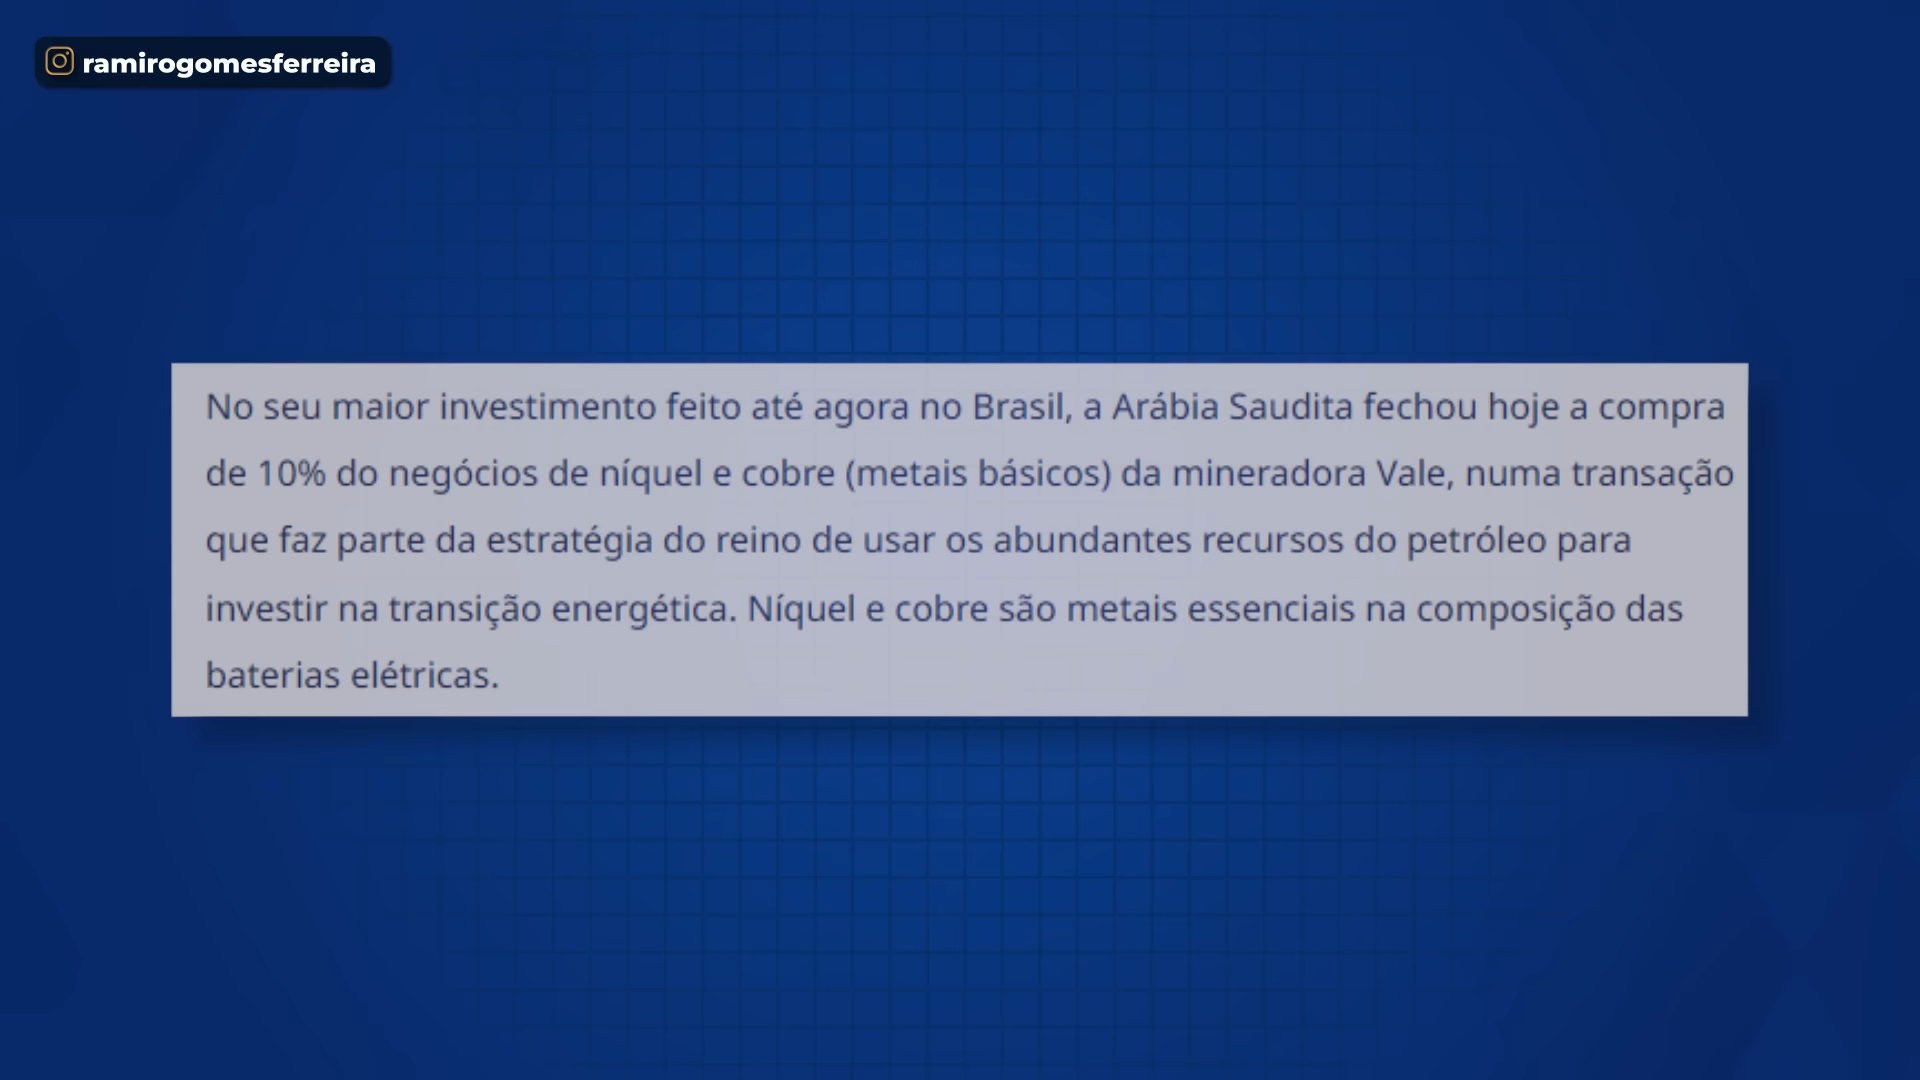 ramirogomesferreira
No seu maior investimento feito até agora no Brasil, a Arábia Saudita fechou hoje a compra
de 10% do negócios de níquel e cobre (metais básicos) da mineradora Vale, numa transação
que faz parte da estratégia do reino de usar os abundantes recursos do petróleo para
investir na transição energética. Níquel e cobre são metais essenciais na composição das
baterias elétricas.